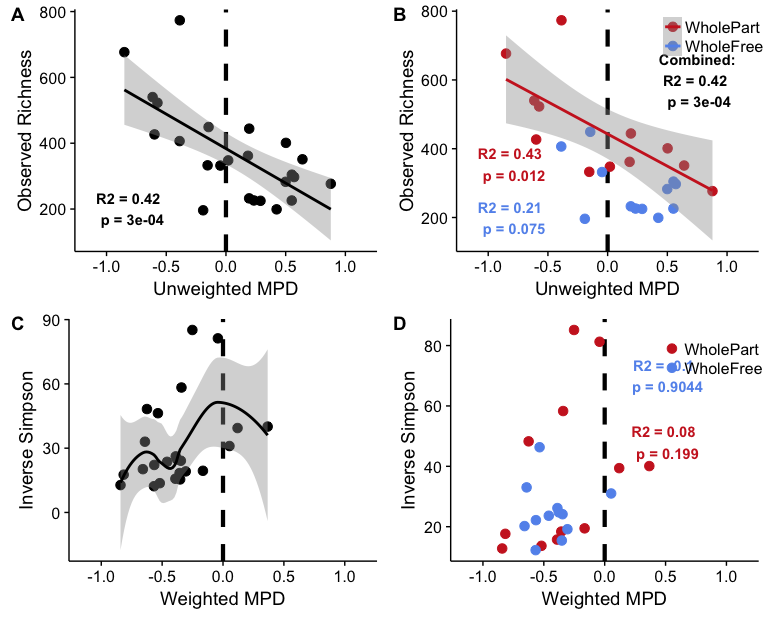 A
800
600
400
200
Observed Richness
R2 = 0.42
p = 3e-04
-1.0
-0.5
0.0
0.5
1.0
Unweighted MPD
B
800
600
400
200
Observed Richness
WholePart
WholeFree
Combined:
R2 = 0.42
p = 3e-04
R2 = 0.43
p = 0.012
R2 = 0.21
p = 0.075
-1.0
-0.5
0.0
0.5
1.0
Unweighted MPD
C
90
60
30
0
Inverse Simpson
-1.0
-0.5
0.0
0.5
1.0
Weighted MPD
D
80
60
40
20
Inverse Simpson
WholePart
WholeFree
R2 =
p = 0.9044
R2 = 0.08
p = 0.199
-1.0
-0.5
0.0
0.5
1.0
Weighted MPD